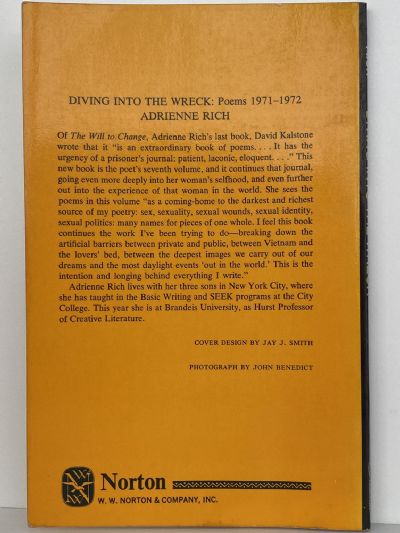 DIVING INTO THE WRECK: Poems 1971–1972
ADRIENNE RICH
Of The Will to Change, Adrienne Rich's last book, David Kalstone
wrote that it "is an extraordinary book of poems. . . . It has the
urgency of a prisoner's journal: patient, laconic, eloquent. . . ." This
new book is the poet's seventh volume, and it continues that journal,
going even more deeply into her woman's selfhood, and even further
out into the experience of that woman in the world. She sees the
poems in this volume "as a coming-home to the darkest and richest
source of my poetry: sex, sexuality, sexual wounds, sexual identity,
sexual politics: many names for pieces of one whole. I feel this book
continues the work I've been trying to do—breaking down the
artificial barriers between private and public, between Vietnam and
the lovers' bed, between the deepest images we carry out of our
dreams and the most daylight events 'out in the world.' This is the
intention and longing behind everything I write."
Adrienne Rich lives with her three sons in New York City, where
she has taught in the Basic Writing and SEEK programs at the City
College. This year she is at Brandeis University, as Hurst Professor
of Creative Literature.
COVER DESIGN BY JAY J. SMITH
PHOTOGRAPH BY JOHN BENEDICT
Norton
W. W. NORTON & COMPANY, INC.